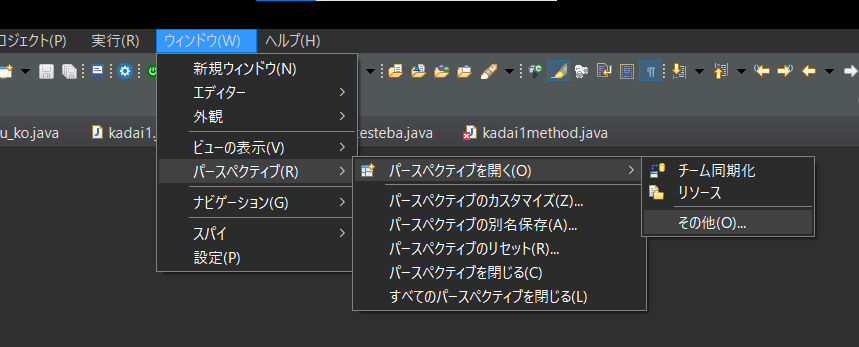 ロジェクト(P) 実行(R) ウィンドウ(W) ヘルプ(H)
新規ウィンドウ(N)
エディター
外観
u_ko.java kadai1. esteba.java kadai1method.java
ビューの表示(V)
パースペクティブ(R) パースペクティブを開く(O) チーム同期化
リソース
ナビゲーション(G) パースペクティブのカスタマイズ(Z)...
その他(O)...
パースペクティブの別名保存(A)...
スパイ
パースペクティブのリセット(R)...
設定(P)
パースペクティブを閉じる(C)
すべてのパースペクティブを閉じる(L)